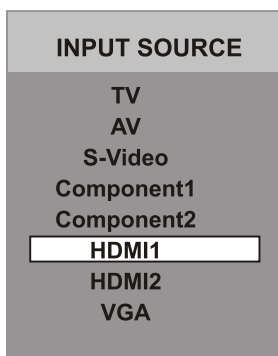 INPUT SOURCE
TV
AV
S-Video
Component1
Component2
HDMI1
HDMI2
VGA